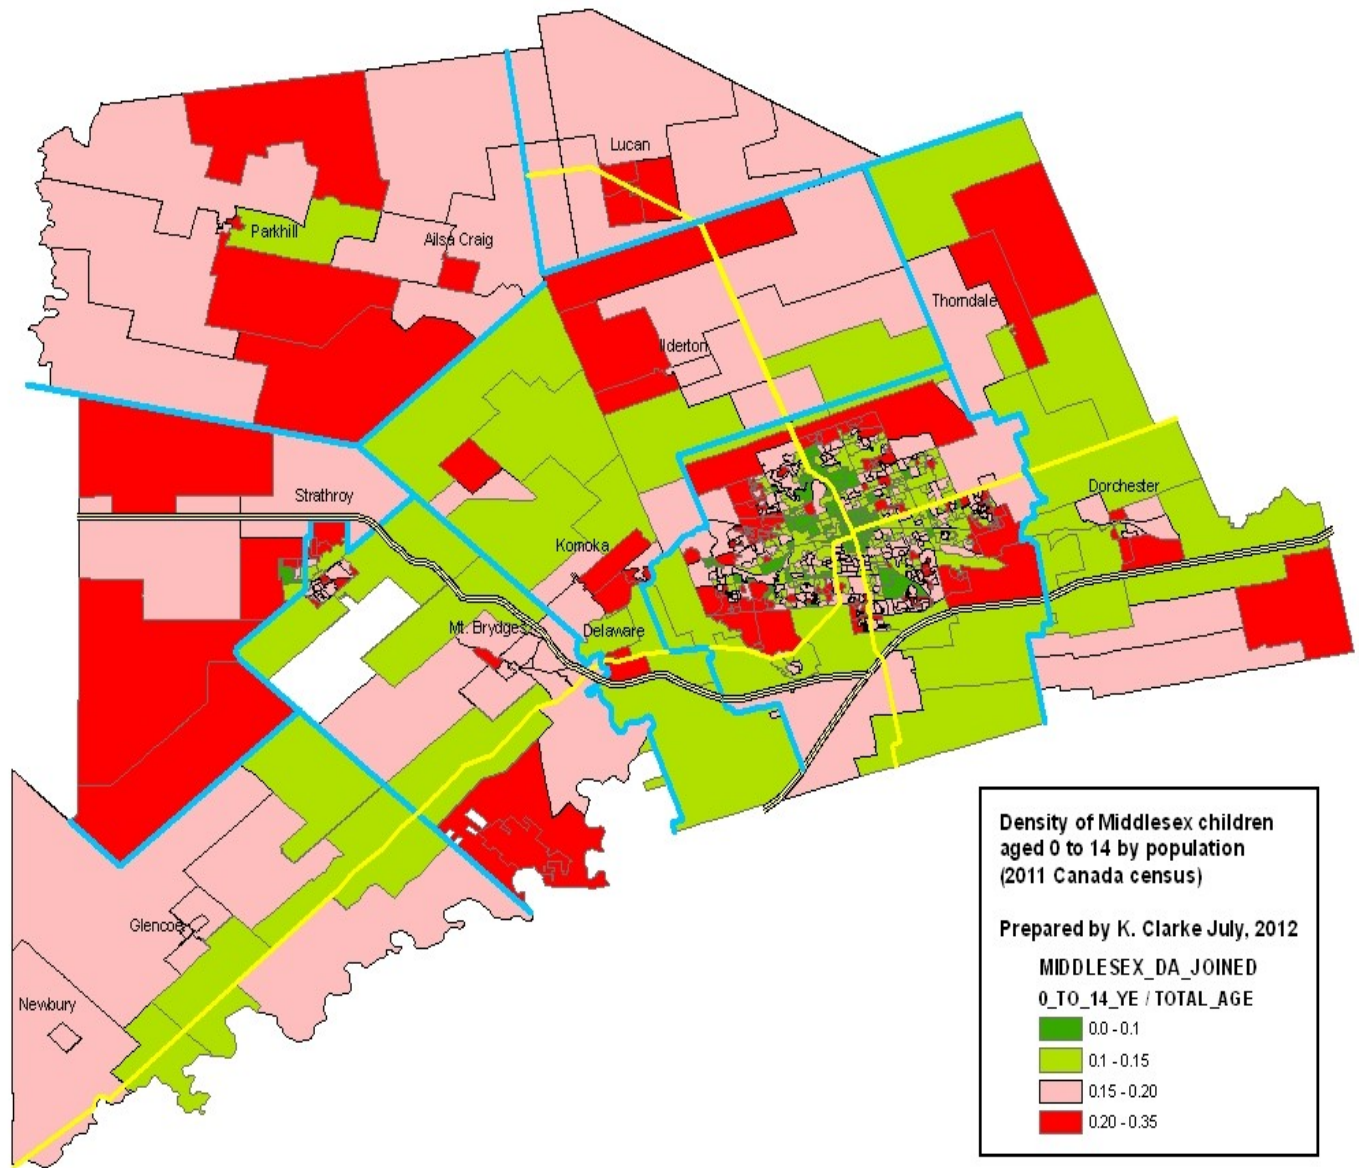 Lucan
Parkhill
Ailsa Craig
Thorndale
Ilderton
Strathroy
Dorchester
Komoka
Mt. Brydges
Delaware
Glencoe
Newbury
Density of Middlesex children
aged 0 to 14 by population
(2011 Canada census)
Prepared by K. Clarke July, 2012
MIDDLESEX_DA_JOINED
0_TO_14_YE / TOTAL_AGE
0.0 - 0.1
0.1 - 0.15
0.15 - 0.20
0.20 - 0.35